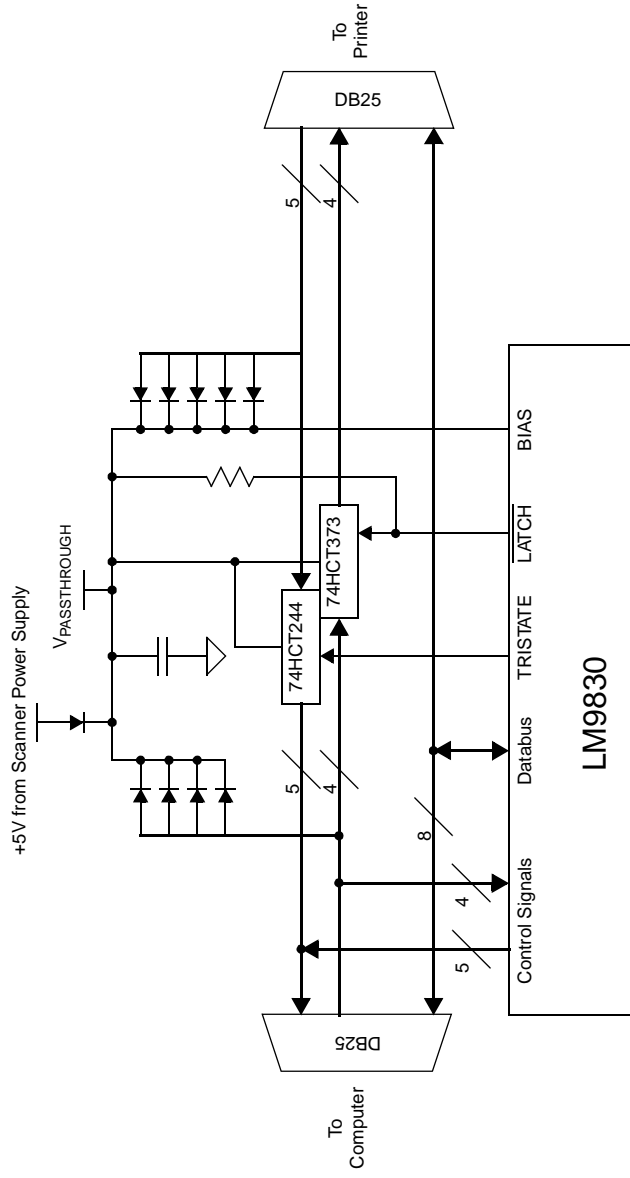 +5V from Scanner Power Supply
VPASSTHROUGH
To
Computer
DB25
5
4
74HCT244
74HCT373
5
4
DB25
To
Printer
5
4
8
Control Signals
Databus
TRISTATE
LATCH
BIAS
LM9830